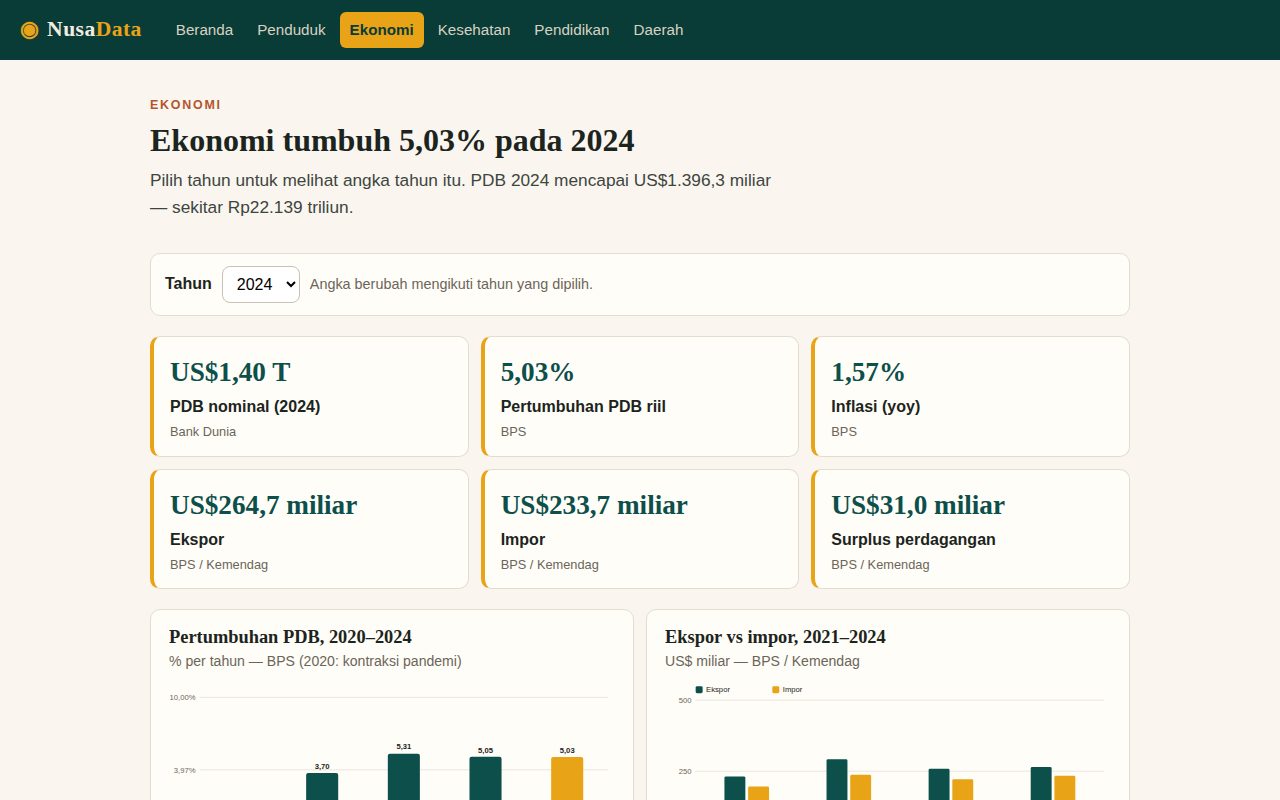 NusaData
Beranda Penduduk Ekonomi Kesehatan Pendidikan Daerah
EKONOMI
Ekonomi tumbuh 5,03% pada 2024
Pilih tahun untuk melihat angka tahun itu. PDB 2024 mencapai US$1.396,3 miliar
— sekitar Rp22.139 triliun.
Tahun 2024 Angka berubah mengikuti tahun yang dipilih.
US$1,40 T
PDB nominal (2024)
Bank Dunia
5,03%
Pertumbuhan PDB riil
BPS
1,57%
Inflasi (yoy)
BPS
US$264,7 miliar
Ekspor
BPS / Kemendag
US$233,7 miliar
Impor
BPS / Kemendag
US$31,0 miliar
Surplus perdagangan
BPS / Kemendag
Pertumbuhan PDB, 2020–2024
% per tahun — BPS (2020: kontraksi pandemi)
10,00%
3,97%
3,70
5,31
5,05
5,03
Ekspor vs impor, 2021–2024
US$ miliar — BPS / Kemendag
Ekspor Impor
500
250